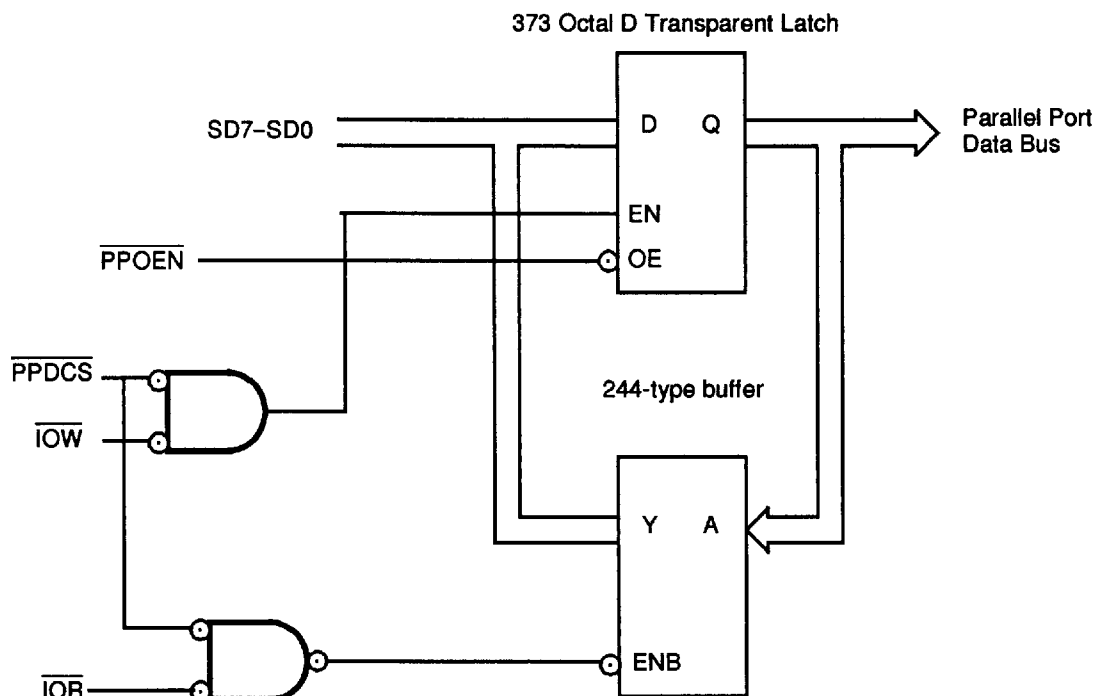 373 Octal D Transparent Latch
SD7–SD0
D Q
Parallel Port
Data Bus
EN
PPOEN
OE
PPDCS
244-type buffer
IOW
Y A
ENB
IOR